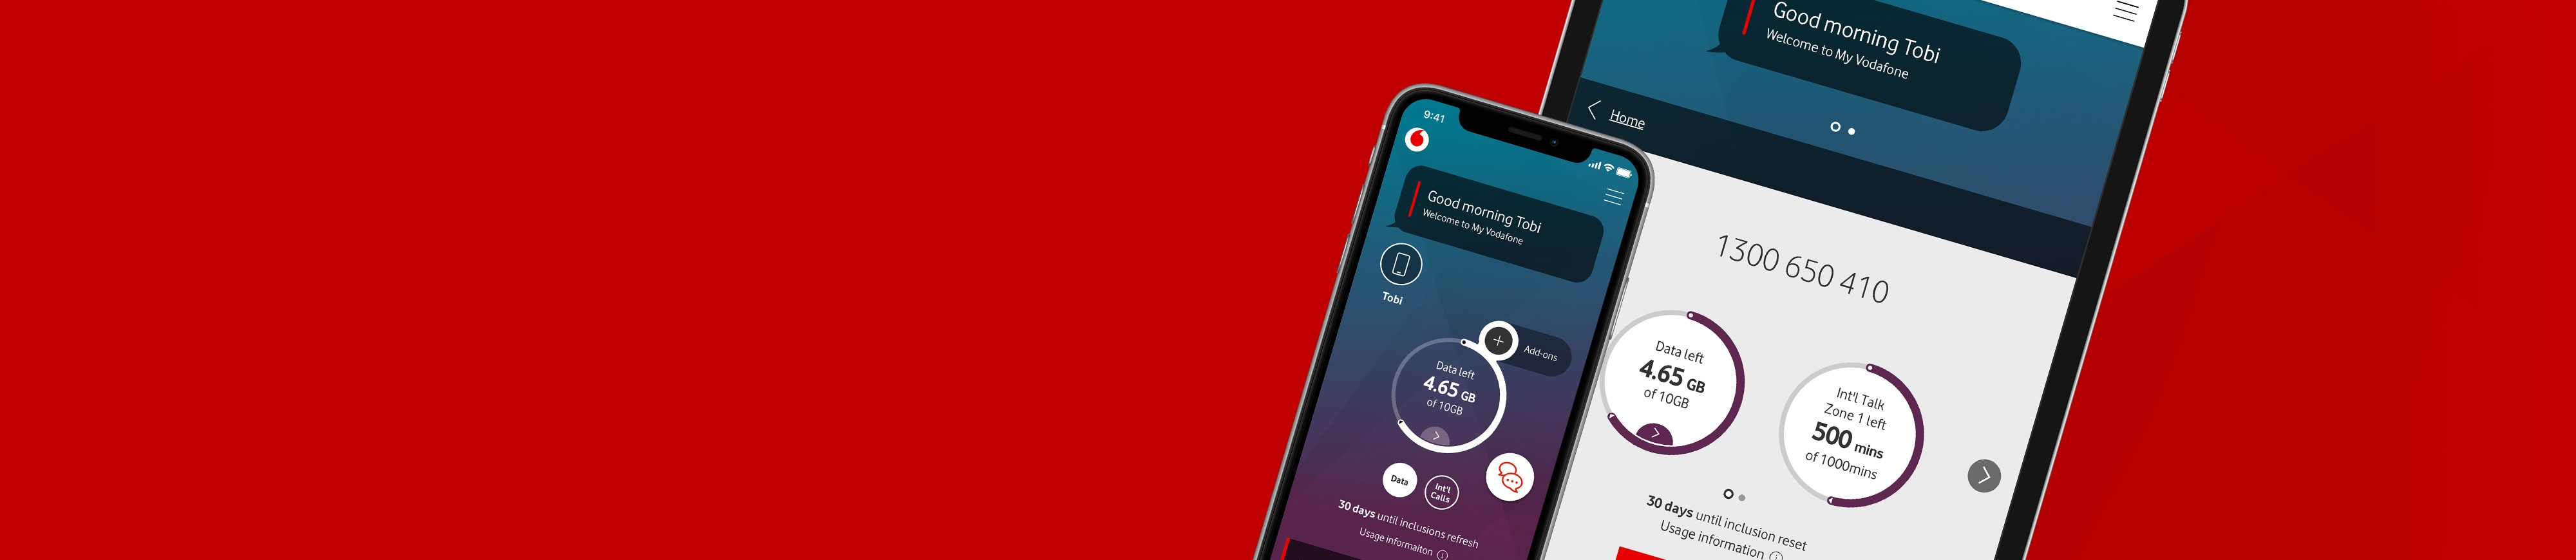 9:41
Good morning Tobi
Welcome to My Vodafone
Tobi
Add-ons
Data left
4.65 GB
of 10GB
Data
Int'l
Calls
30 days until inclusions refresh
Usage informaiton
Good morning Tobi
Welcome to My Vodafone
Home
1300 650 410
Data left
4.65 GB
of 10GB
Int'l Talk
Zone 1 left
500 mins
of 1000mins
30 days until inclusion reset
Usage information